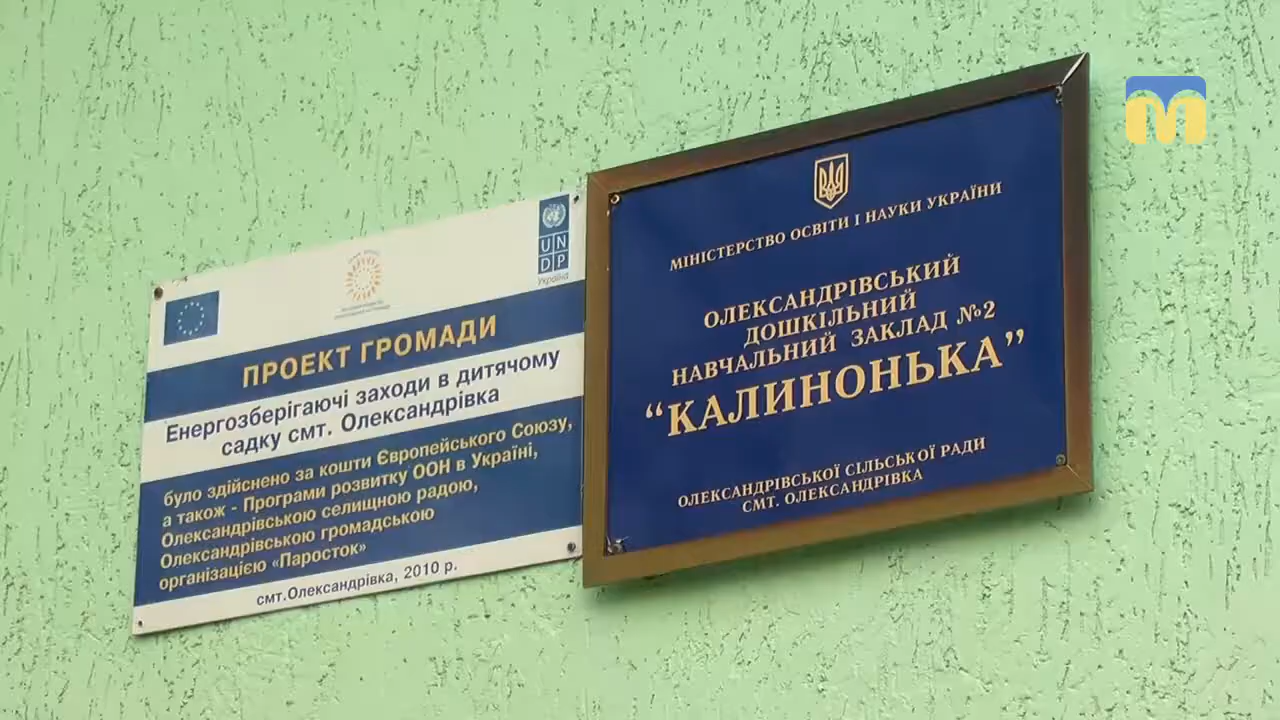 UN
DP
Україна
ПРОЕКТ ГРОМАДИ
Енергозберігаючі заходи в дитячому
садку смт. Олександрівка
було здійснено за кошти Європейського Союзу,
а також - Програми розвитку ООН в Україні,
Олександрівською селищною радою,
Олександрівською громадською
організацією «Паросток»
смт.Олександрівка, 2010 р.
МІНІСТЕРСТВО ОСВІТИ І НАУКИ УКРАЇНИ
ОЛЕКСАНДРІВСЬКИЙ
ДОШКІЛЬНИЙ
НАВЧАЛЬНИЙ ЗАКЛАД №2
“КАЛИНОНЬКА”
ОЛЕКСАНДРІВСЬКОЇ СІЛЬСЬКОЇ РАДИ
СМТ. ОЛЕКСАНДРІВКА